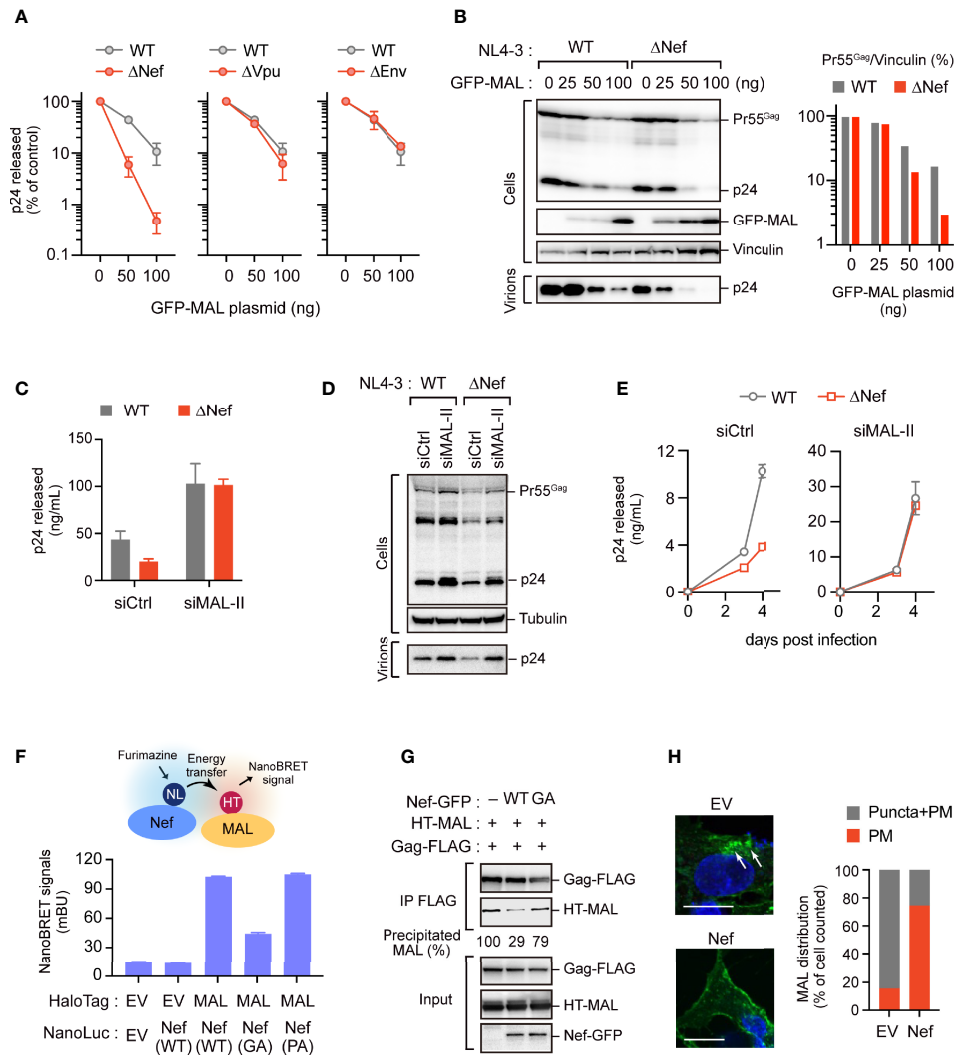 A
WT
ΔNef
WT
ΔVpu
WT
ΔEnv
p24 released
(% of control)
100
10
1
0.1
0 50 100
0 50 100
0 50 100
GFP-MAL plasmid (ng)
B
NL4-3 : WT ΔNef
GFP-MAL : 0 25 50 100 0 25 50 100 (ng)
Cells
Pr55Gag
p24
GFP-MAL
Vinculin
Virions
p24
Pr55Gag/Vinculin (%)
WT ΔNef
100
10
1
0 25 50 100
GFP-MAL plasmid
(ng)
C
WT ΔNef
p24 released
(ng/mL)
150
100
50
0
siCtrl siMAL-II
D
NL4-3 : WT ΔNef
siCtrl siMAL-II siCtrl siMAL-II
Cells
Pr55Gag
p24
Tubulin
Virions
p24
E
WT ΔNef
siCtrl siMAL-II
p24 released
(ng/mL)
12
8
4
0
0 2 4
40
30
20
10
0
0 2 4
days post infection
F
Furimazine
Energy
transfer
NanoBRET
signal
NL
HT
Nef
MAL
NanoBRET signals
(mBU)
120
90
60
30
0
HaloTag : EV EV MAL MAL MAL
NanoLuc : EV Nef (WT) Nef (WT) Nef (GA) Nef (PA)
G
Nef-GFP : – WT GA
HT-MAL : + + +
Gag-FLAG : + + +
IP FLAG
Gag-FLAG
HT-MAL
Precipitated
MAL (%)
100 29 79
Input
Gag-FLAG
HT-MAL
Nef-GFP
H
EV
Nef
Puncta+PM
PM
MAL distribution
(% of cell counted)
100
80
60
40
20
0
EV Nef